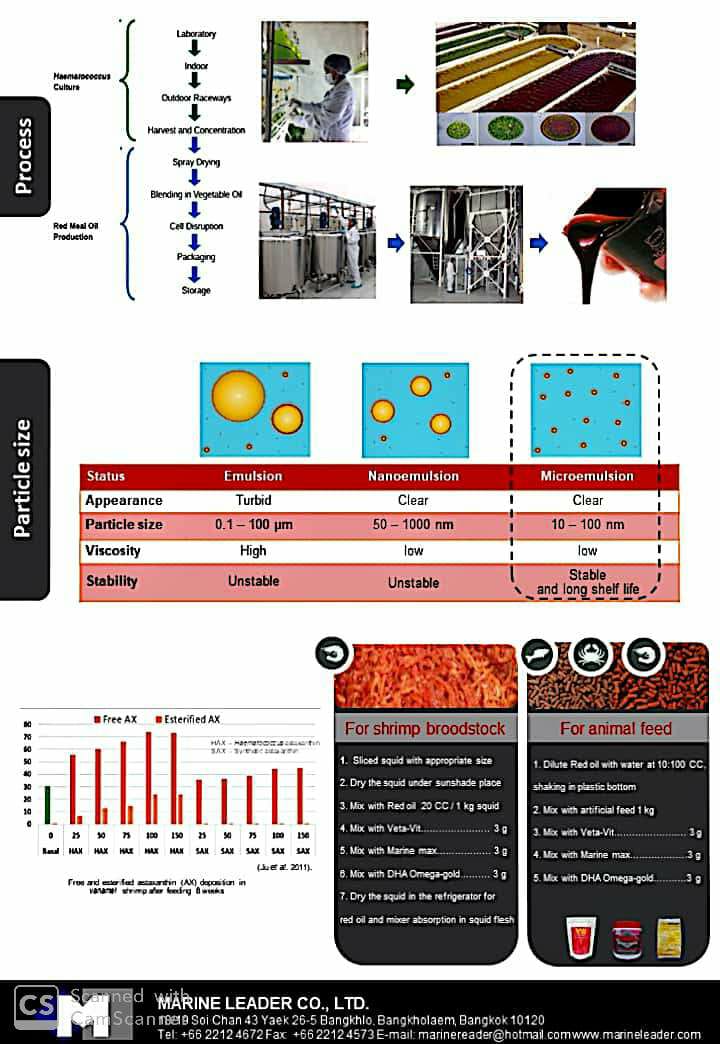 Process
Haematococcus
Culture
Laboratory
Indoor
Outdoor Raceways
Harvest and Concentration
Red Meal Oil
Production
Spray Drying
Blending in Vegetable Oil
Cell Disruption
Packaging
Storage
Particle size
Status Emulsion Nanoemulsion Microemulsion
Appearance Turbid Clear Clear
Particle size 0.1 – 100 µm 50 – 1000 nm 10 – 100 nm
Viscosity High low low
Stability Unstable Unstable Stable
and long shelf life
Free AX Esterified AX
HAX – Haematococcus astaxanthin
SAX – Synthetic astaxanthin
80
70
60
50
40
30
20
10
0
0 25 50 75 100 150 25 50 75 100 150
Basal HAX HAX HAX HAX HAX SAX SAX SAX SAX SAX
(Ju et al. 2011).
Free and esterified astaxanthin (AX) deposition in
vanamei shrimp after feeding 8 weeks
For shrimp broodstock
1. Sliced squid with appropriate size
2. Dry the squid under sunshade place
3. Mix with Red oil 20 CC / 1 kg squid
4. Mix with Veta-Vit........................ 3 g
5. Mix with Marine max................... 3 g
6. Mix with DHA Omega-gold.......... 3 g
7. Dry the squid in the refrigerator for
red oil and mixer absorption in squid flesh
For animal feed
1. Dilute Red oil with water at 10:100 CC.
shaking in plastic bottom
2. Mix with artificial feed 1 kg
3. Mix with Veta-Vit........................ 3 g
4. Mix with Marine max...................3 g
5. Mix with DHA Omega-gold..........3 g
CS Scanned with
CamScanner
MARINE LEADER CO., LTD.
Soi Chan 43 Yaek 26-5 Bangkhlo, Bangkholaem, Bangkok 10120
Tel: +66 2212 4672 Fax: +66 2212 4573 E-mail: marinereader@hotmail.com www.marineleader.com